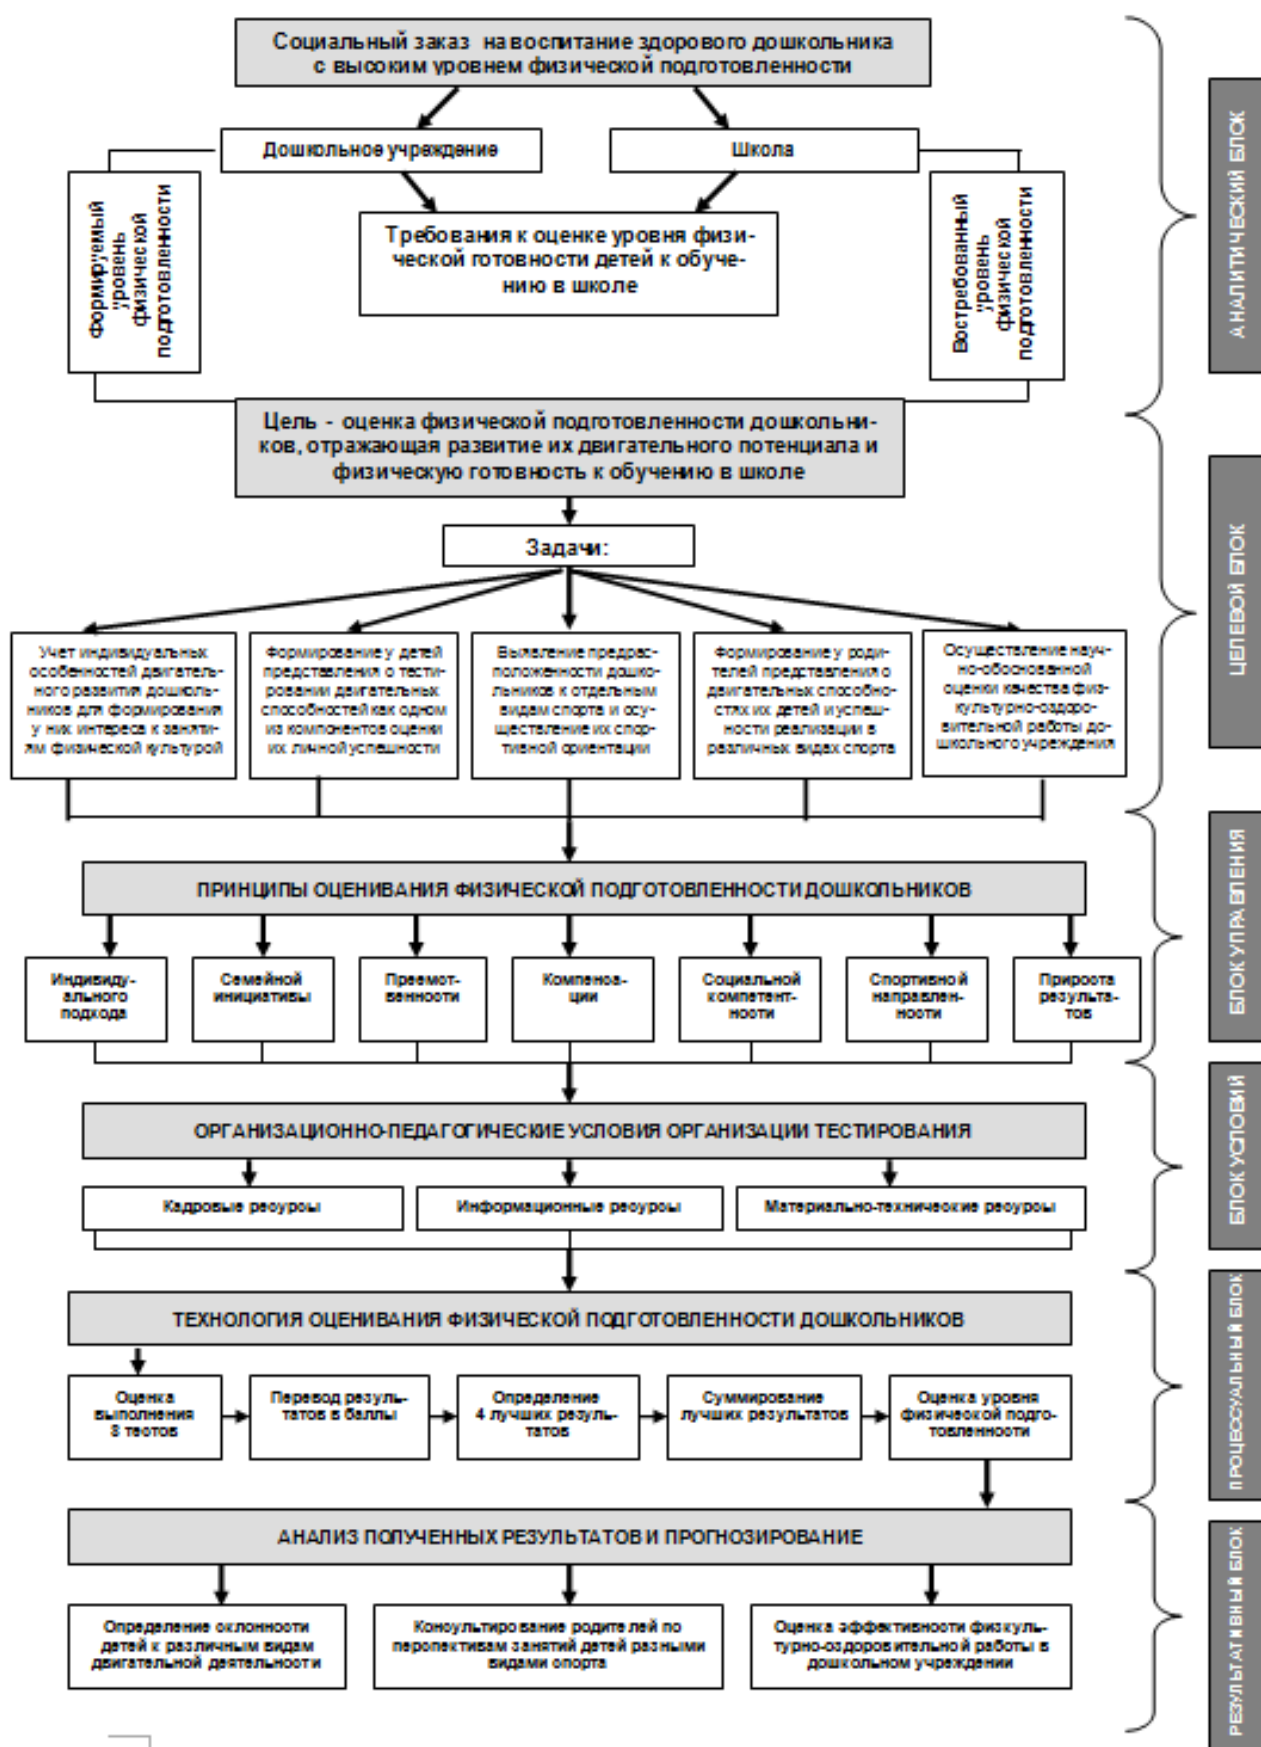 Социальный заказ на воспитание здорового дошкольника
с высоким уровнем физической подготовленности
Дошкольное учреждение
Школа
Формируемый
уровень
физической
подготовленности
Требования к оценке уровня физи-
ческой готовности детей к обуче-
нию в школе
Востребованный
уровень
физической
подготовленности
АНАЛИТИЧЕСКИЙ БЛОК
Цель - оценка физической подготовленности дошкольни-
ков, отражающая развитие их двигательного потенциала и
физическую готовность к обучению в школе
Задачи:
Учет индивидуальных
особенностей двигатель-
ного развития дошколь-
ников для формирования
у них интереса к заняти-
ям физической культурой
Формирование у детей
представления о тести-
ровании двигательных
способностей как одном
из компонентов оценки
их личной успешности
Выявление предрас-
положенности дошко-
льников к отдельным
видам спорта и осу-
ществление их спор-
тивной ориентации
Формирование у роди-
телей представления о
двигательных способно-
стях их детей и успеш-
ности реализации в
различных видах спорта
Осуществление науч-
но-обоснованной
оценки качества физ-
культурно-оздоро-
вительной работы до-
школьного учреждения
ЦЕЛЕВОЙ БЛОК
ПРИНЦИПЫ ОЦЕНИВАНИЯ ФИЗИЧЕСКОЙ ПОДГОТОВЛЕННОСТИ ДОШКОЛЬНИКОВ
Индивиду-
ального
подхода
Семейной
инициативы
Преемст-
венности
Компенса-
ции
Социальной
компетент-
ности
Спортивной
направлен-
ности
Прироста
результа-
тов
БЛОК УПРАВЛЕНИЯ
ОРГАНИЗАЦИОННО-ПЕДАГОГИЧЕСКИЕ УСЛОВИЯ ОРГАНИЗАЦИИ ТЕСТИРОВАНИЯ
Кадровые ресурсы
Информационные ресурсы
Материально-технические ресурсы
БЛОК УСЛОВИЙ
ТЕХНОЛОГИЯ ОЦЕНИВАНИЯ ФИЗИЧЕСКОЙ ПОДГОТОВЛЕННОСТИ ДОШКОЛЬНИКОВ
Оценка
выполнения
8 тестов
Перевод резуль-
татов в баллы
Определение
4 лучших резуль-
татов
Суммирование
лучших результатов
Оценка уровня
физической подго-
товленности
ПРОЦЕССУАЛЬНЫЙ БЛОК
АНАЛИЗ ПОЛУЧЕННЫХ РЕЗУЛЬТАТОВ И ПРОГНОЗИРОВАНИЕ
Определение склонности
детей к различным видам
двигательной деятельности
Консультирование родителей по
перспективам занятий детей разными
видами спорта
Оценка эффективности физкуль-
турно-оздоровительной работы в
дошкольном учреждении
РЕЗУЛЬТАТИВНЫЙ БЛОК